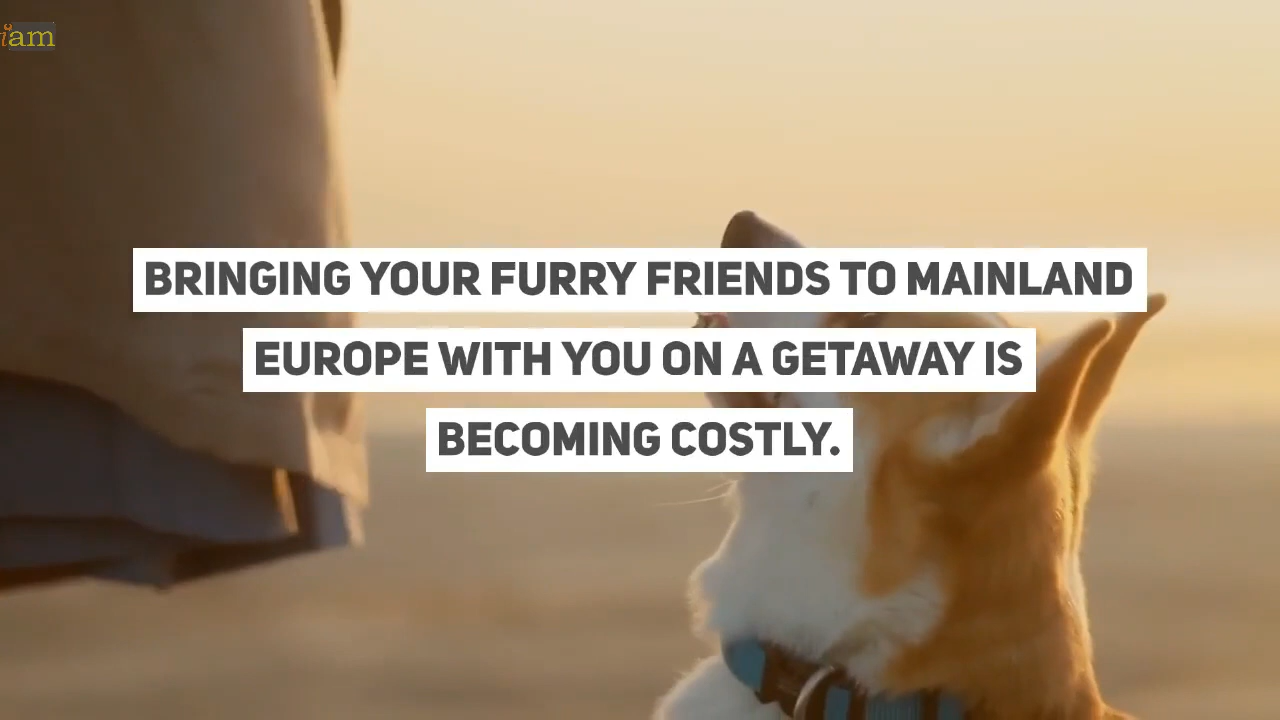 iam
BRINGING YOUR FURRY FRIENDS TO MAINLAND
EUROPE WITH YOU ON A GETAWAY IS
BECOMING COSTLY.